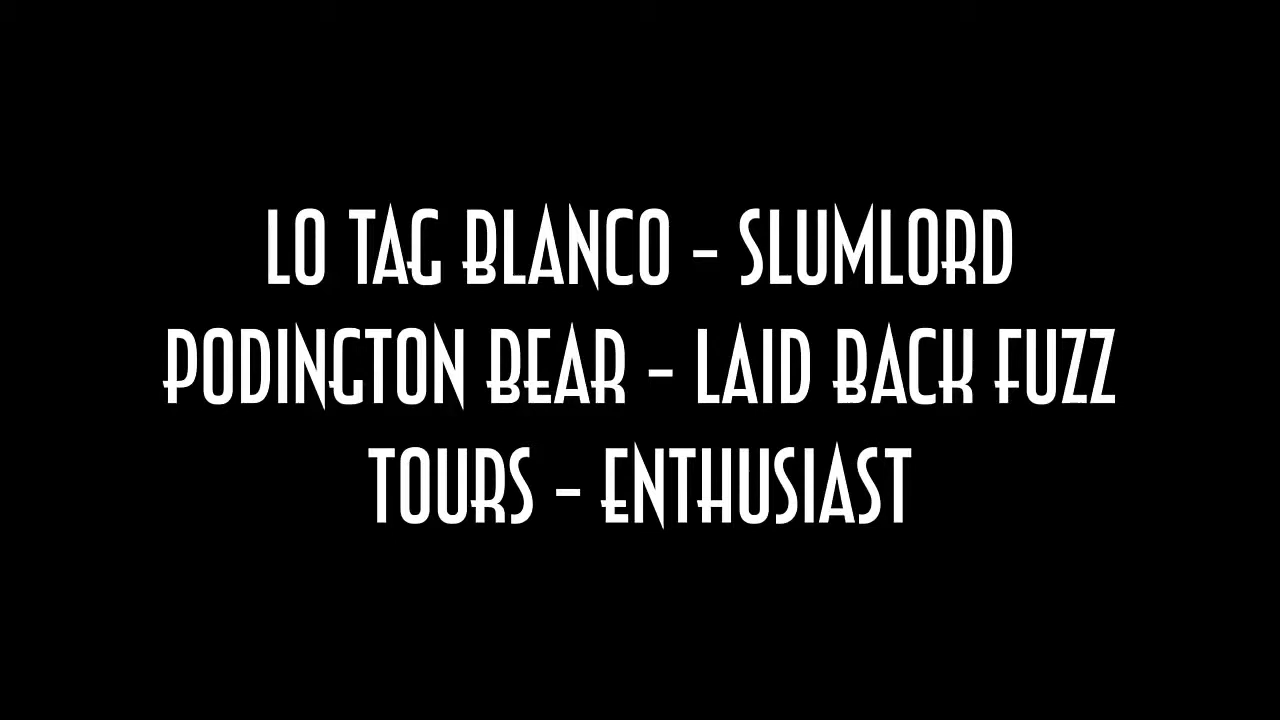 LO TAG BLANCO - SLUMLORD
PODINGTON BEAR - LAID BACK FUZZ
TOURS - ENTHUSIAST